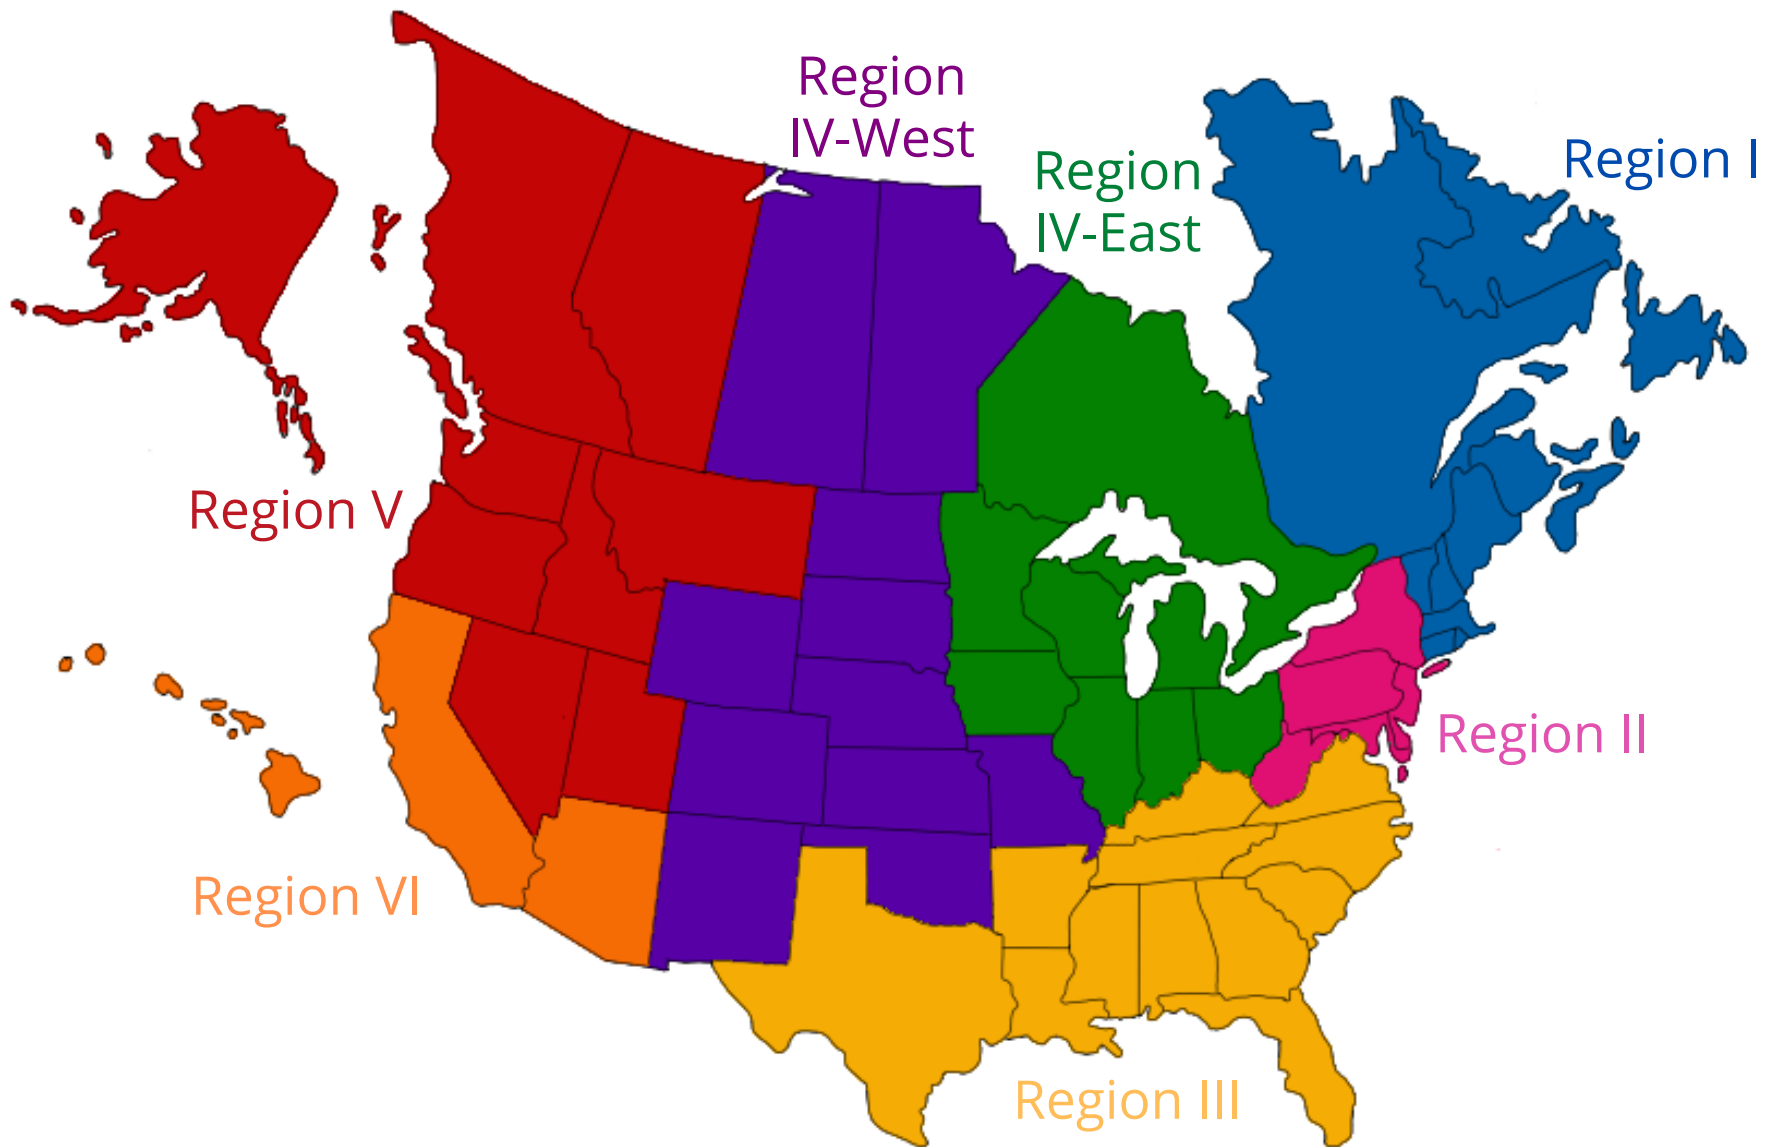 Region
IV-West
Region
IV-East
Region I
Region V
Region II
Region VI
Region III